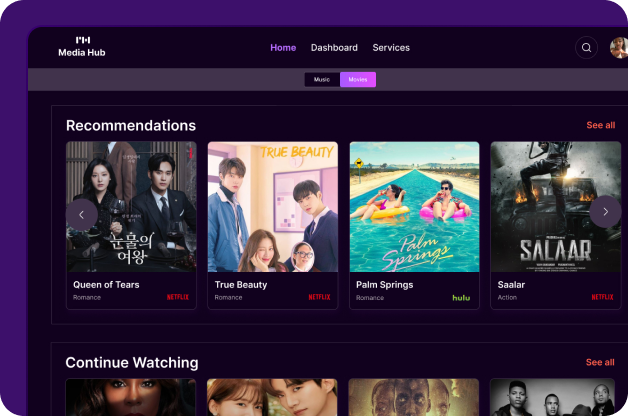 Media Hub
Home Dashboard Services
Music Movies
Recommendations See all
눈물의
여왕
TRUE BEAUTY
Palm
Springs
SALAAR
Queen of Tears
Romance NETFLIX
True Beauty
Romance NETFLIX
Palm Springs
Romance hulu
Saalar
Action NETFLIX
Continue Watching See all